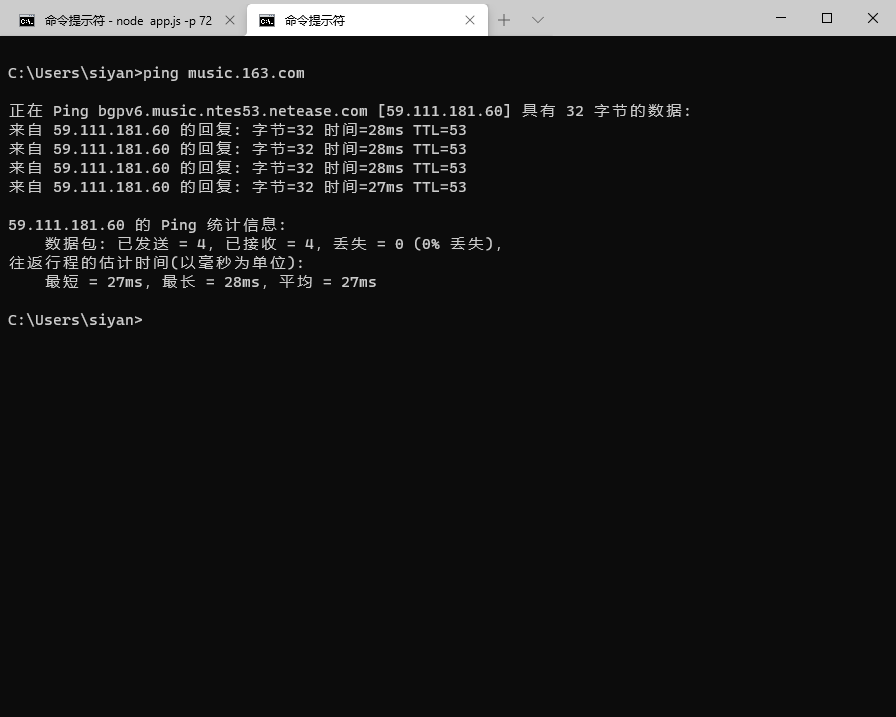 命令提示符 - node  app.js -p 72
命令提示符
C:\Users\siyan>ping music.163.com
正在 Ping bgpv6.music.ntes53.netease.com [59.111.181.60] 具有 32 字节的数据:
来自 59.111.181.60 的回复: 字节=32 时间=28ms TTL=53
来自 59.111.181.60 的回复: 字节=32 时间=28ms TTL=53
来自 59.111.181.60 的回复: 字节=32 时间=28ms TTL=53
来自 59.111.181.60 的回复: 字节=32 时间=27ms TTL=53
59.111.181.60 的 Ping 统计信息:
    数据包: 已发送 = 4，已接收 = 4，丢失 = 0 (0% 丢失)，
往返行程的估计时间(以毫秒为单位):
    最短 = 27ms，最长 = 28ms，平均 = 27ms
C:\Users\siyan>